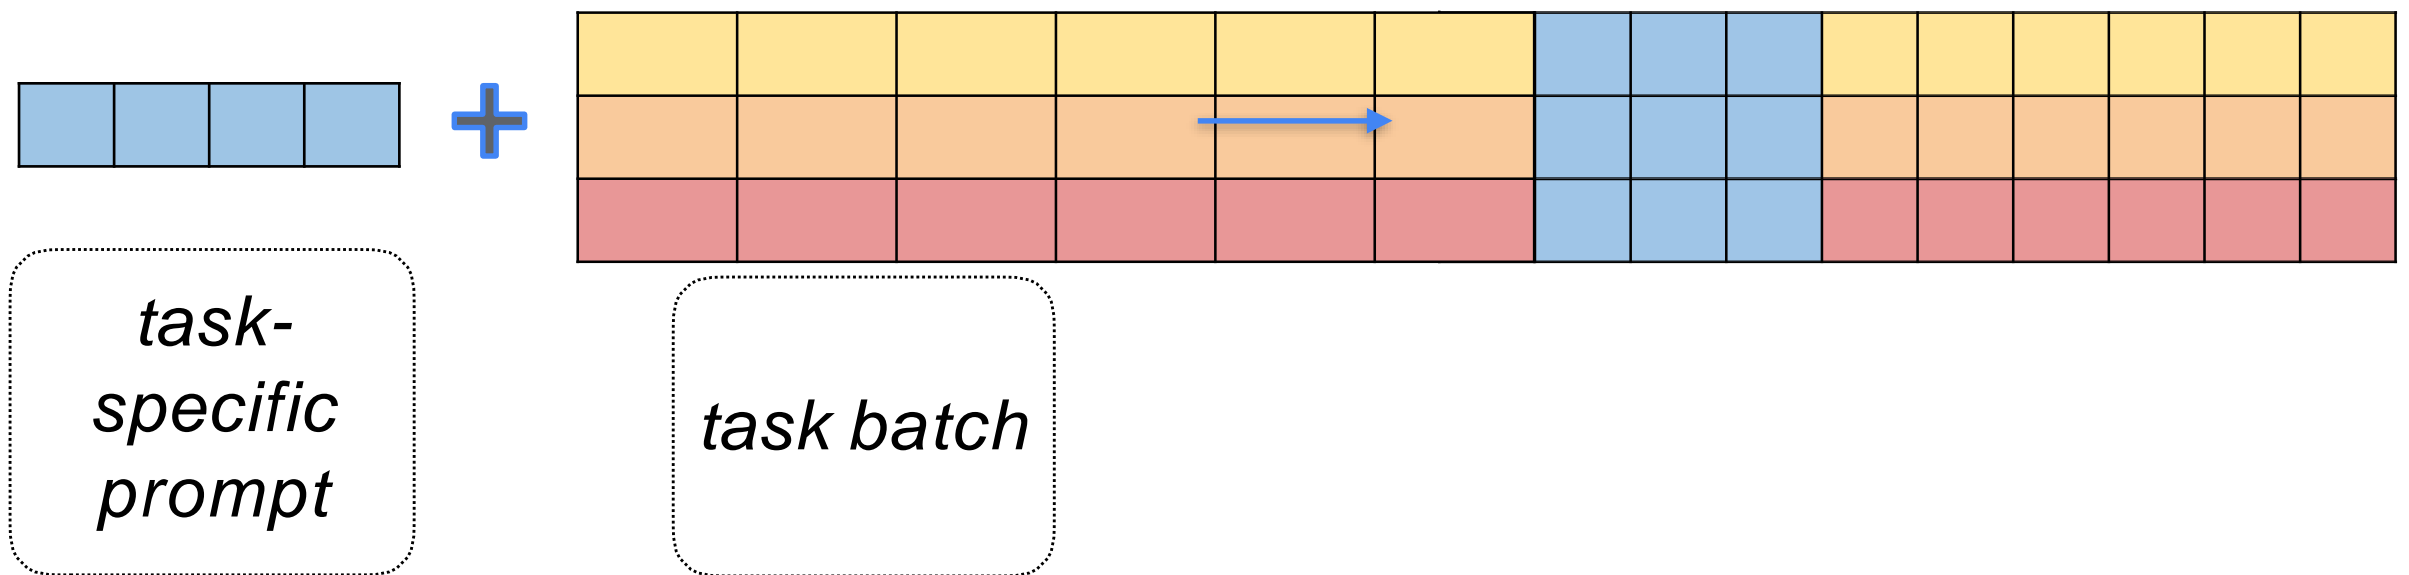 task-
specific
prompt
task batch